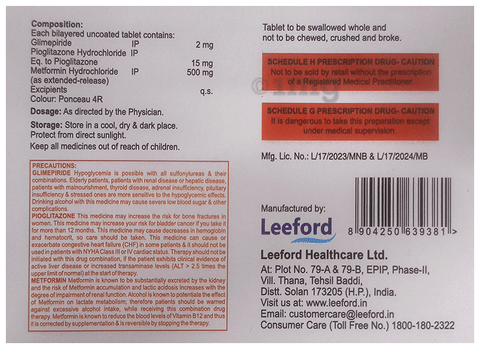 Composition:
Each bilayered uncoated tablet contains:
Glimepiride IP 2 mg
Pioglitazone Hydrochloride IP
Eq. to Pioglitazone 15 mg
Metformin Hydrochloride IP 500 mg
(as extended-release)
Excipients q.s.
Colour: Ponceau 4R
Dosage: As directed by the Physician.
Storage: Store in a cool, dry & dark place.
Protect from direct sunlight.
Keep all medicines out of reach of children.
PRECAUTIONS:
GLIMEPIRIDE Hypoglycemia is possible with all sulfonylureas & their
combinations. Elderly patients, patients with renal disease or hepatic disease,
patients with malnourishment, thyroid disease, adrenal insufficiency, pituitary
insufficiency & stressed ones are more sensitive to the hypoglycemic effects.
Drinking alcohol with this medicine may cause severe low blood sugar & other
complications.
PIOGLITAZONE This medicine may increase the risk for bone fractures in
women. This medicine may increase your risk for bladder cancer if you take it
for more than 12 months. This medicine may cause decreases in hemoglobin
and hematocrit, so care should be taken. This medicine can cause or
exacerbate congestive heart failure (CHF) in some patients & it should not be
used in patients with NYHA Class III or IV cardiac status. Therapy should not be
initiated with this drug combination, if the patient exhibits clinical evidence of
active liver disease or increased transaminase levels (ALT > 2.5 times the
upper limit of normal) at the start of therapy.
METFORMIN Metformin is known to be substantially excreted by the kidney
and the risk of Metformin accumulation and lactic acidosis increases with the
degree of impairment of renal function. Alcohol is known to potentiate the effect
of Metformin on lactate metabolism; therefore patients should be warned
against excessive alcohol intake, while receiving this combination drug
therapy. Metformin is known to reduce the blood levels of Vitamin B12 and thus
it is corrected by supplementation & is reversible by stopping the therapy.
Tablet to be swallowed whole and
not to be chewed, crushed and broke.
SCHEDULE H PRESCRIPTION DRUG- CAUTION
Not to be sold by retail without the prescription
of a Registered Medical Practitioner.
1mg
SCHEDULE G PRESCRIPTION DRUG- CAUTION
It is dangerous to take this preparation except
under medical supervision.
Mfg. Lic. No.: L/17/2023/MNB & L/17/2024/MB
Manufactured by:
Leeford
8 904250 639381 >
Leeford Healthcare Ltd.
At: Plot No. 79-A & 79-B, EPIP, Phase-II,
Vill. Thana, Tehsil Baddi,
Distt. Solan 173205 (H.P.), India.
Visit us at: www.leeford.in
Email: customercare@leeford.in
Consumer Care (Toll Free No.) 1800-180-2322